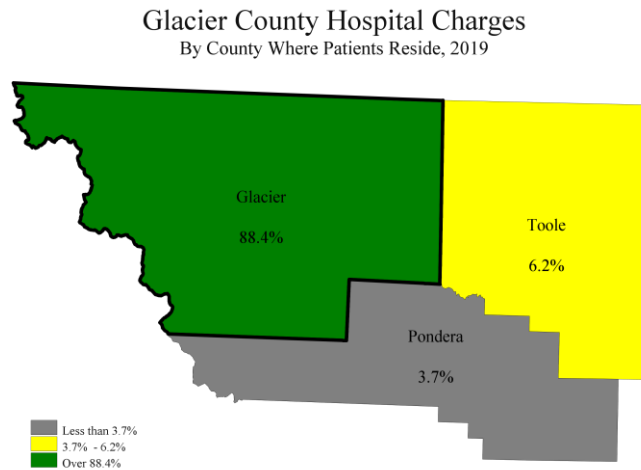 Glacier County Hospital Charges
By County Where Patients Reside, 2019
Glacier
88.4%
Toole
6.2%
Pondera
3.7%
Less than 3.7%
3.7% - 6.2%
Over 88.4%